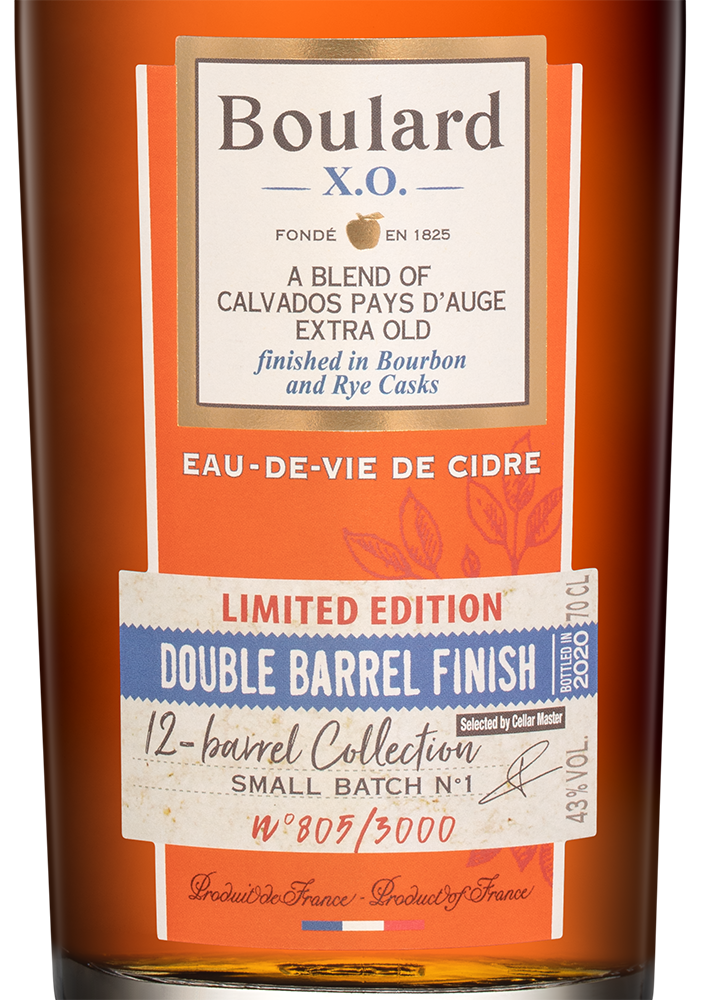 Boulard
X.O.
FONDÉ EN 1825
A BLEND OF
CALVADOS PAYS D'AUGE
EXTRA OLD
finished in Bourbon
and Rye Casks
EAU-DE-VIE DE CIDRE
LIMITED EDITION
DOUBLE BARREL FINISH
BOTTLED IN
2020
70 CL
12-barrel Collection
Selected by Cellar Master
SMALL BATCH N°1
N°805/3000
43% VOL.
Produit de France - Product of France